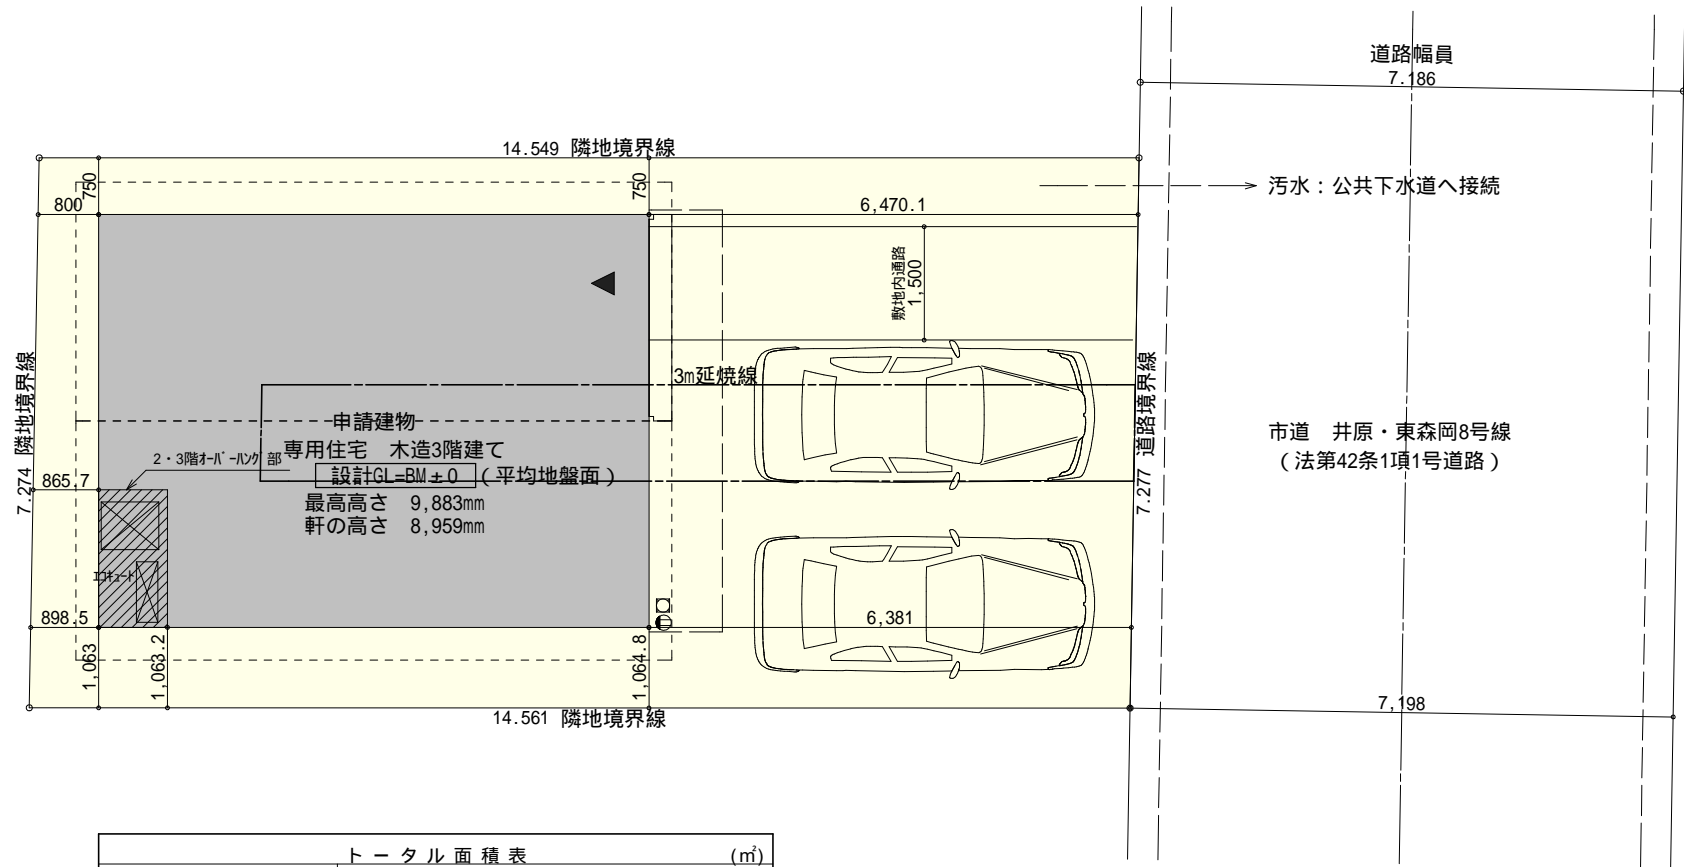 道路幅員
7.186
14.549 隣地境界線
750
750
汚水：公共下水道へ接続
800
6,470.1
敷地内通路
1,500
7.274 隣地境界線
3m延焼線
7.277 道路境界線
申請建物
専用住宅　木造3階建て
2・3階ｵｰﾊﾞｰﾊﾝｸﾞ部
設計GL=BM±0 （平均地盤面）
最高高さ　9,883mm
軒の高さ　8,959mm
市道　井原・東森岡8号線
（法第42条1項1号道路）
865.7
ｴｺｷｭｰﾄ
898.5
6,381
1,063
1,063.2
1,064.8
14.561 隣地境界線
7,198
トータル面積表 (㎡)